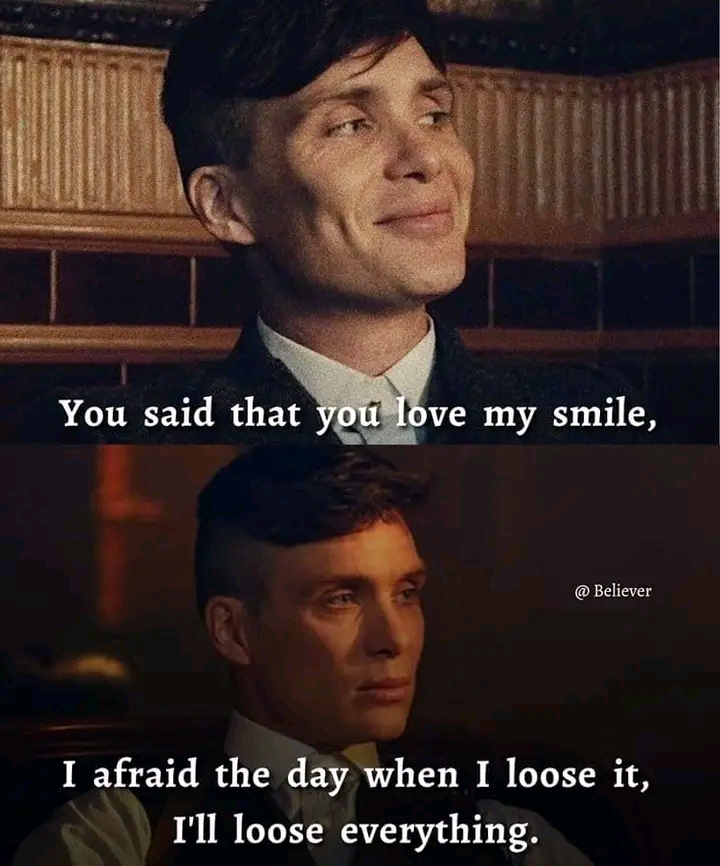 You said that you love my smile,
@ Believer
I afraid the day when I loose it,
I'll loose everything.